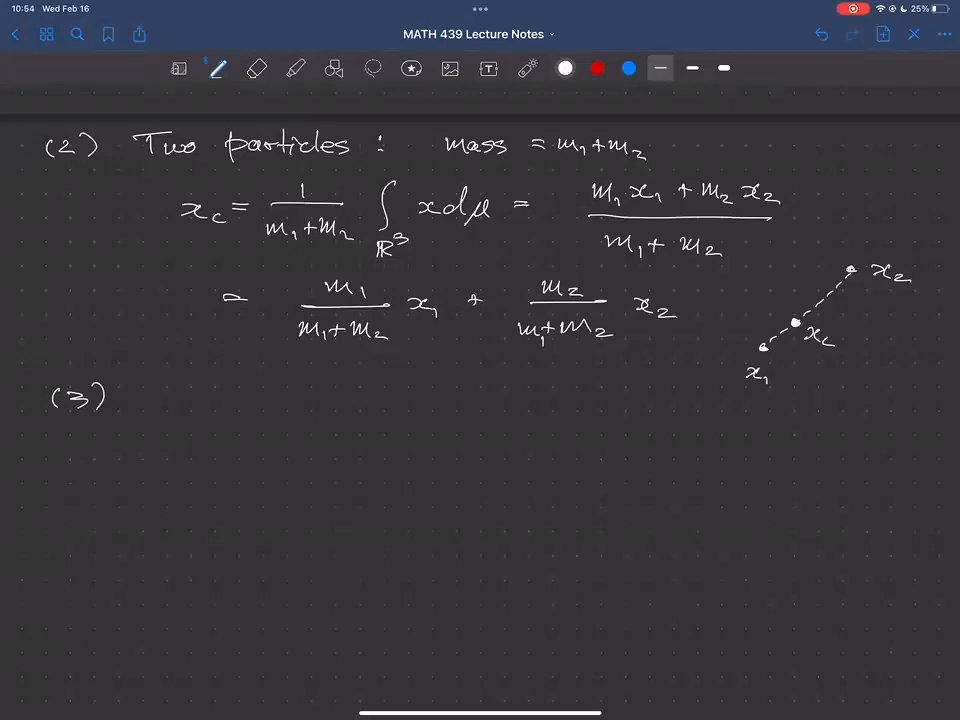 10:54 Wed Feb 16 25%
MATH 439 Lecture Notes
(2) Two particles : mass = m₁+m₂
x_c = 1/(m₁+m₂) ∫_ℝ³ x dμ = (m₁x₁ + m₂x₂)/(m₁ + m₂)
= m₁/(m₁+m₂) x₁ + m₂/(m₁+m₂) x₂
x₂
x_c
x₁
(3)